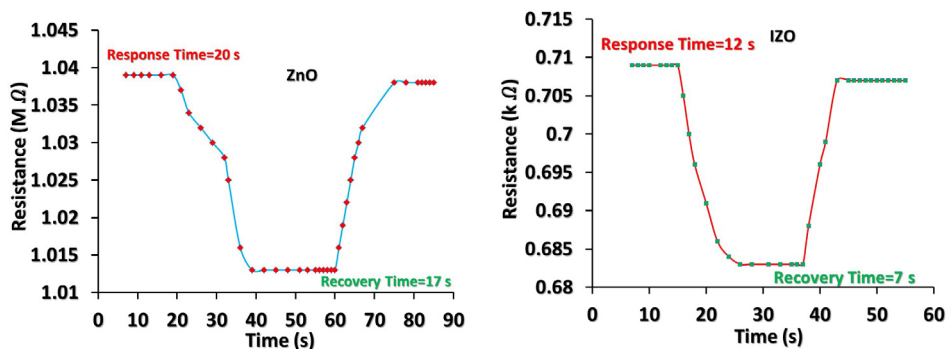 1.045
1.04
1.035
1.03
1.022
1.02
1.015
1.01
Resistance (M Ω)
Response Time=20 s
ZnO
Recovery Time=17 s
0 10 20 30 40 50 60 70 80 90
Time (s)
0.715
0.71
0.705
0.7
0.695
0.69
0.685
0.68
Resistance (k Ω)
IZO
Response Time=12 s
Recovery Time=7 s
0 10 20 30 40 50 60
Time (s)